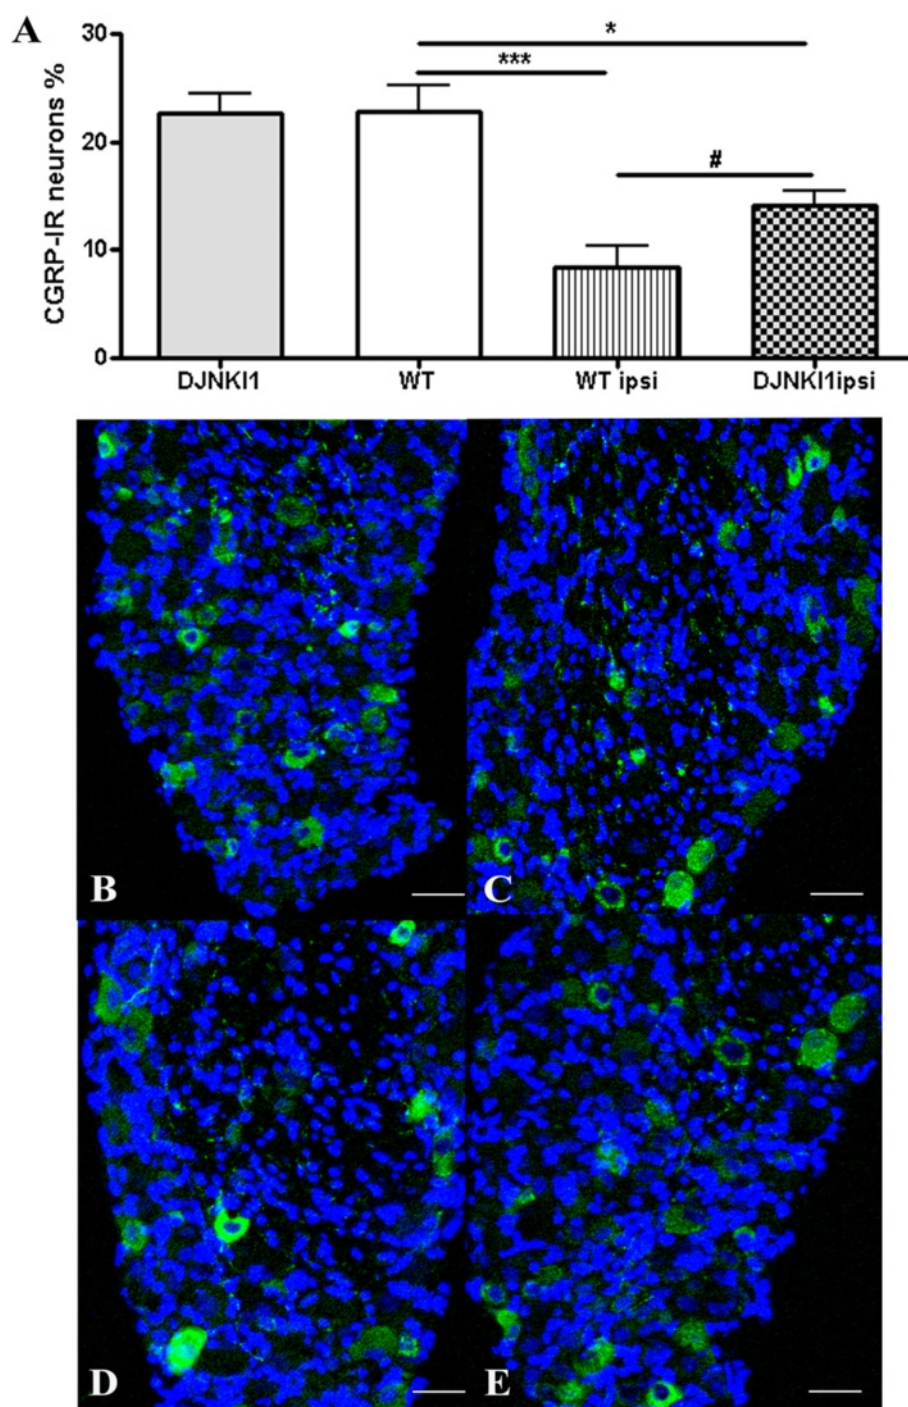 A
CGRP-IR neurons %
30
20
10
0
*
***
#
DJNKI1
WT
WT ipsi
DJNKI1ipsi
B
C
D
E